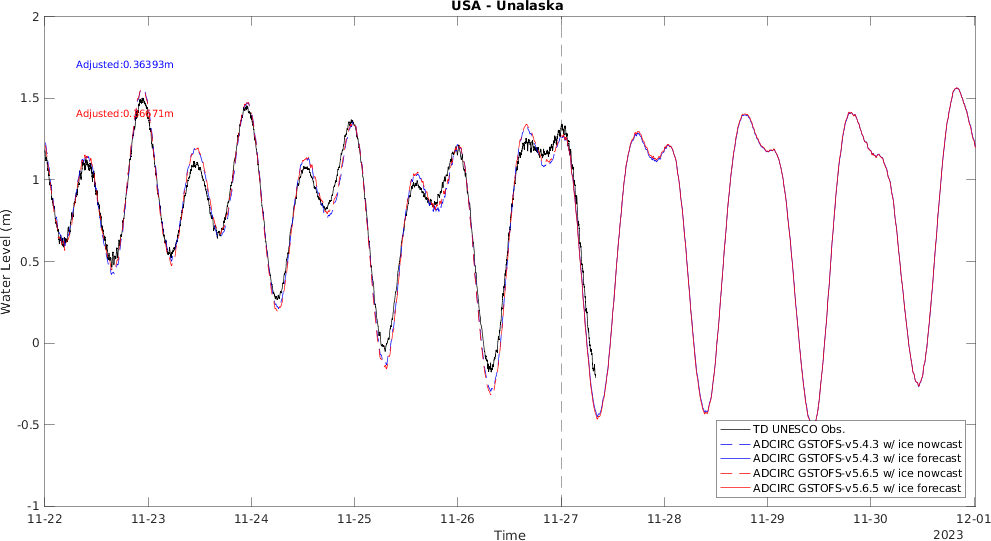 USA - Unalaska
2
1.5
1
0.5
0
-0.5
-1
Water Level (m)
Adjusted:0.36393m
TD UNESCO Obs.
ADCIRC GSTOFS-v5.4.3 w/ ice nowcast
ADCIRC GSTOFS-v5.4.3 w/ ice forecast
ADCIRC GSTOFS-v5.6.5 w/ ice nowcast
ADCIRC GSTOFS-v5.6.5 w/ ice forecast
11-22 11-23 11-24 11-25 11-26 11-27 11-28 11-29 11-30 12-01
Time
2023